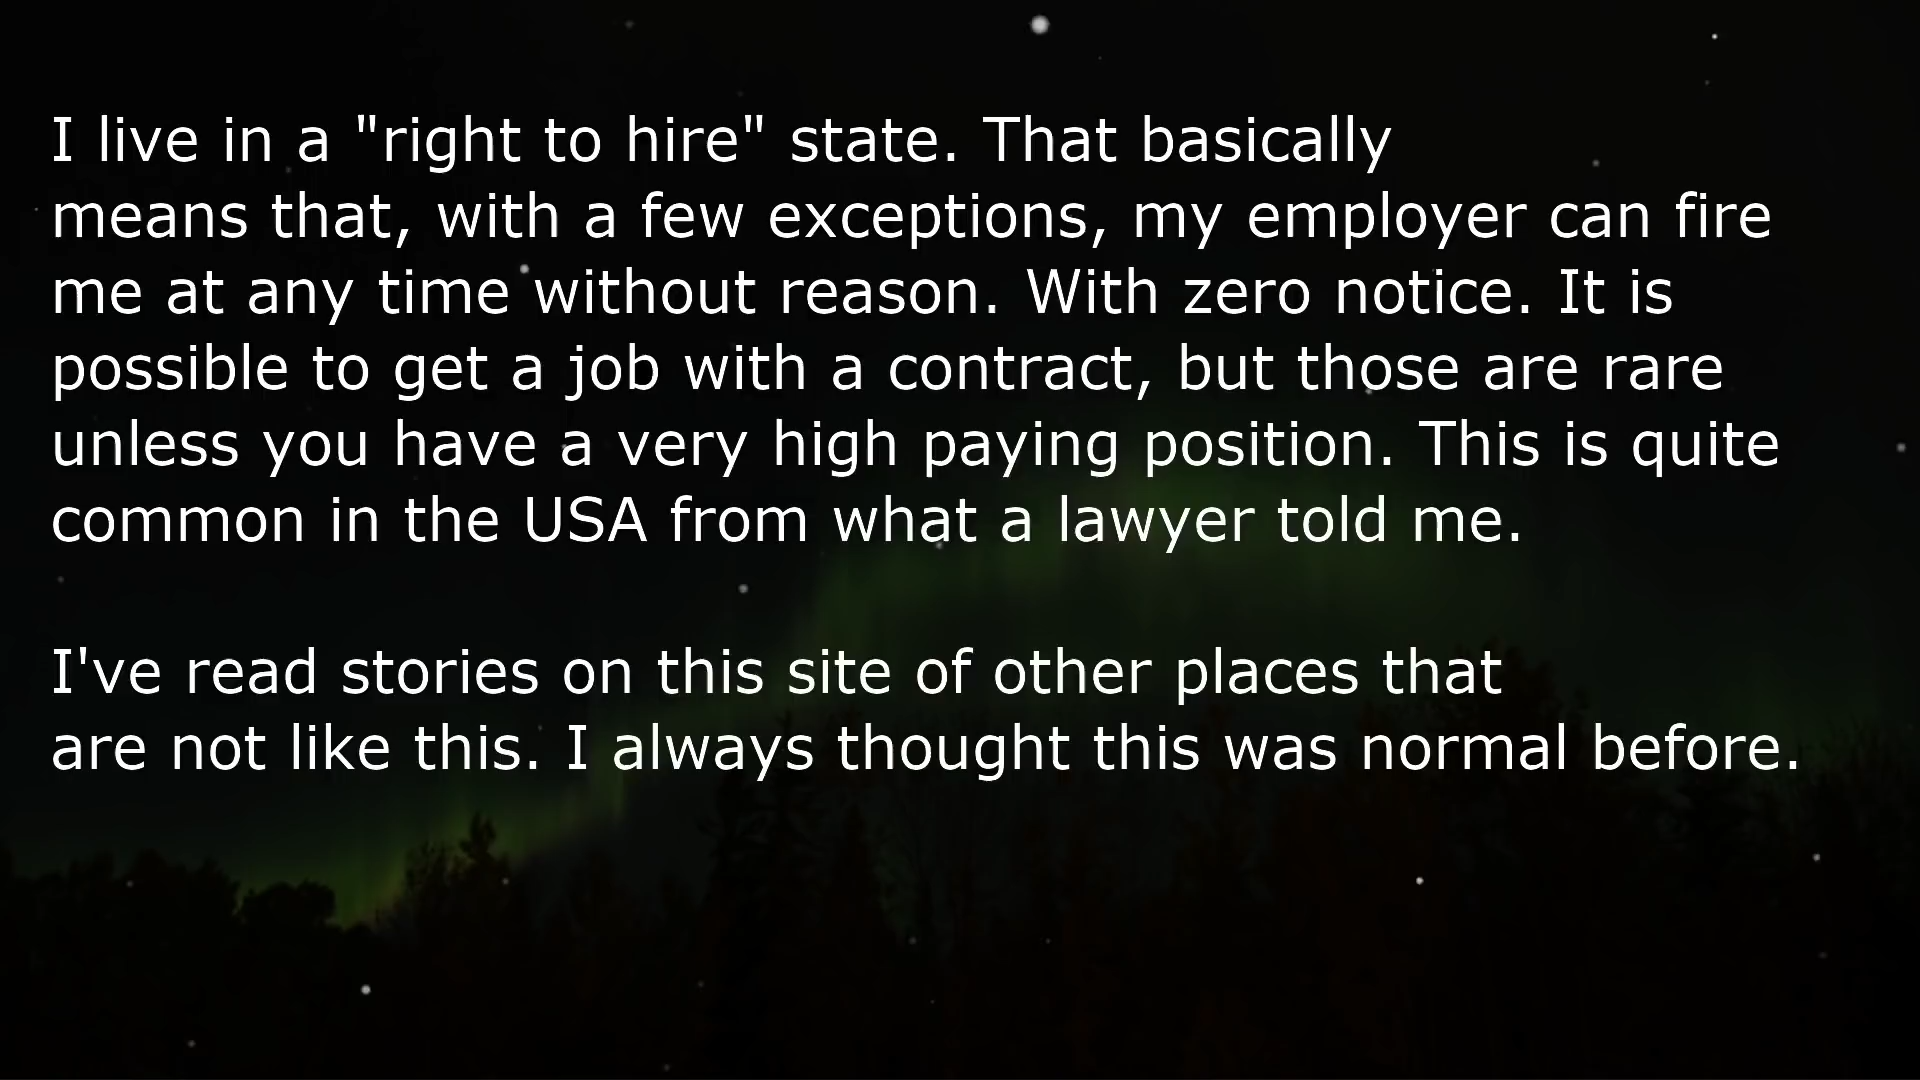 I live in a "right to hire" state. That basically
means that, with a few exceptions, my employer can fire
me at any time without reason. With zero notice. It is
possible to get a job with a contract, but those are rare
unless you have a very high paying position. This is quite
common in the USA from what a lawyer told me.
I've read stories on this site of other places that
are not like this. I always thought this was normal before.